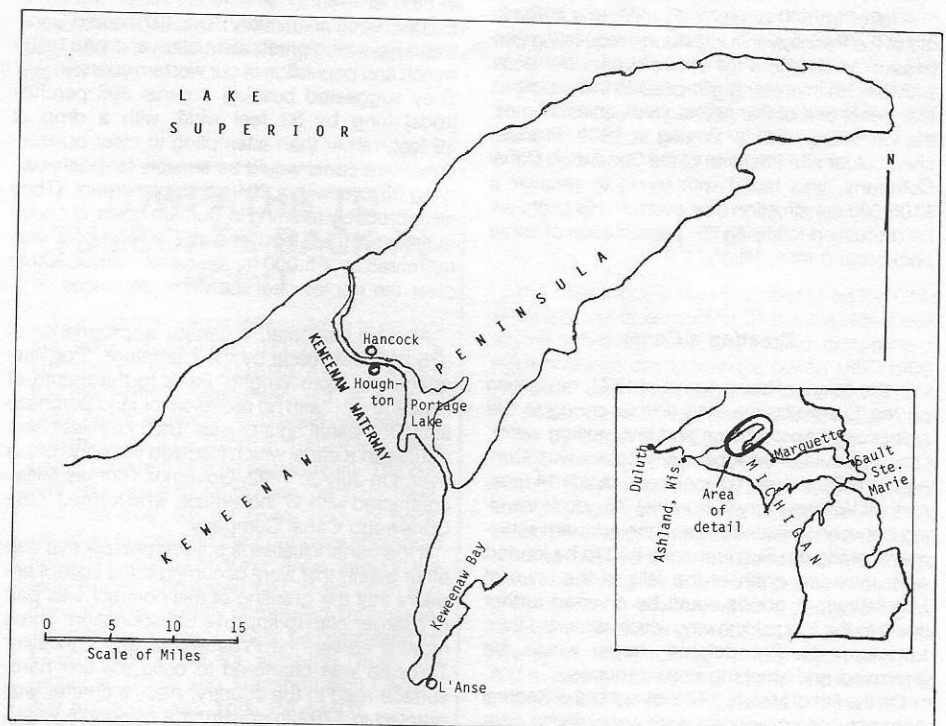 LAKE
SUPERIOR
PENINSULA
Hancock
KEWEENAW
WATERWAY
Hough-
ton
Portage
Lake
KEWEENAW
Keweenaw Bay
L'Anse
0 5 10 15
Scale of Miles
Duluth
Ashland, Wis.
Marquette
Sault
Ste.
Marie
MICHIGAN
Area
of
detail